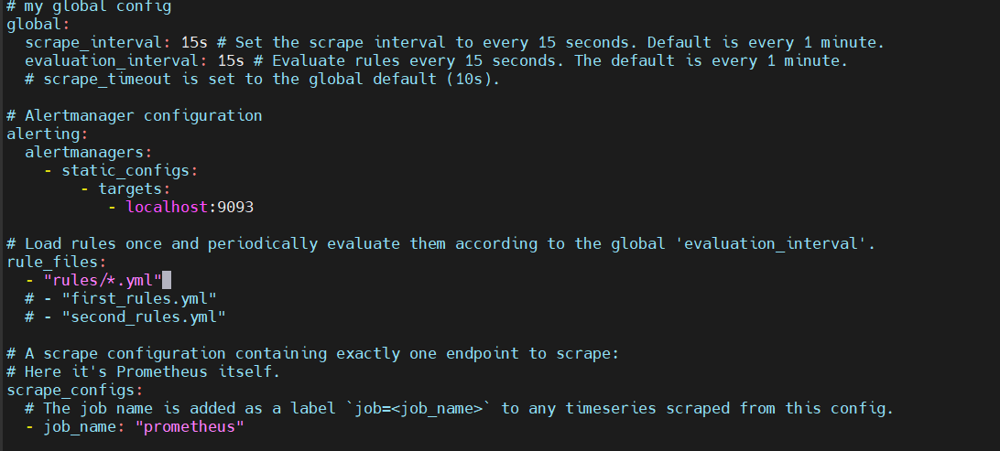 # my global config
global:
  scrape_interval: 15s # Set the scrape interval to every 15 seconds. Default is every 1 minute.
  evaluation_interval: 15s # Evaluate rules every 15 seconds. The default is every 1 minute.
  # scrape_timeout is set to the global default (10s).

# Alertmanager configuration
alerting:
  alertmanagers:
    - static_configs:
        - targets:
           - localhost:9093

# Load rules once and periodically evaluate them according to the global 'evaluation_interval'.
rule_files:
  - "rules/*.yml"
  # - "first_rules.yml"
  # - "second_rules.yml"

# A scrape configuration containing exactly one endpoint to scrape:
# Here it's Prometheus itself.
scrape_configs:
  # The job name is added as a label `job=<job_name>` to any timeseries scraped from this config.
  - job_name: "prometheus"